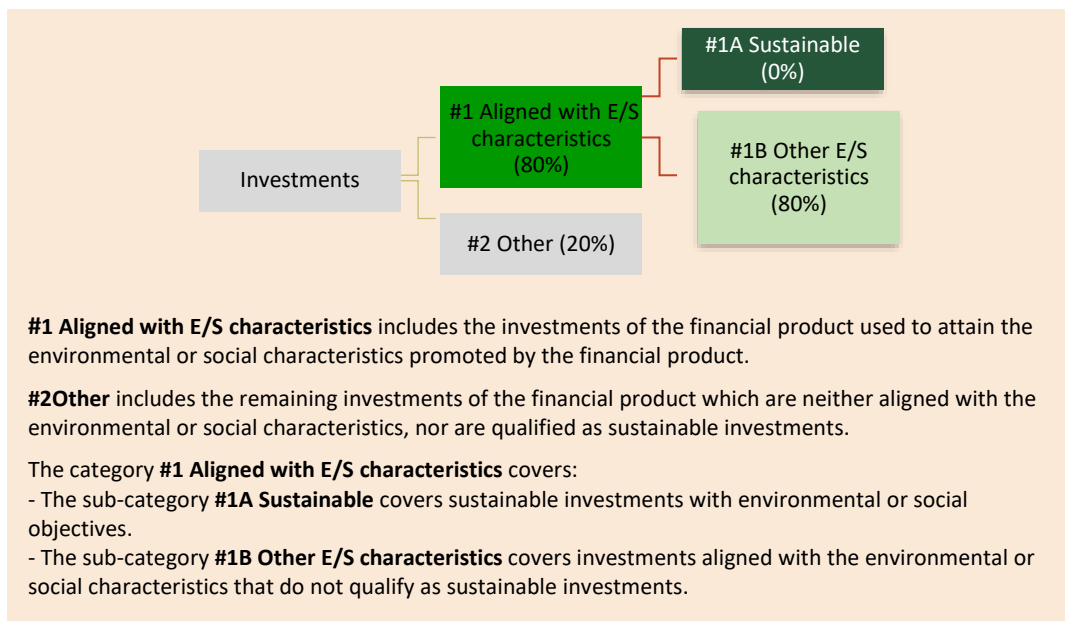 #1A Sustainable
(0%)
#1 Aligned with E/S
characteristics
(80%)
#1B Other E/S
characteristics
(80%)
Investments
#2 Other (20%)
#1 Aligned with E/S characteristics includes the investments of the financial product used to attain the
environmental or social characteristics promoted by the financial product.
#2Other includes the remaining investments of the financial product which are neither aligned with the
environmental or social characteristics, nor are qualified as sustainable investments.
The category #1 Aligned with E/S characteristics covers:
- The sub-category #1A Sustainable covers sustainable investments with environmental or social
objectives.
- The sub-category #1B Other E/S characteristics covers investments aligned with the environmental or
social characteristics that do not qualify as sustainable investments.